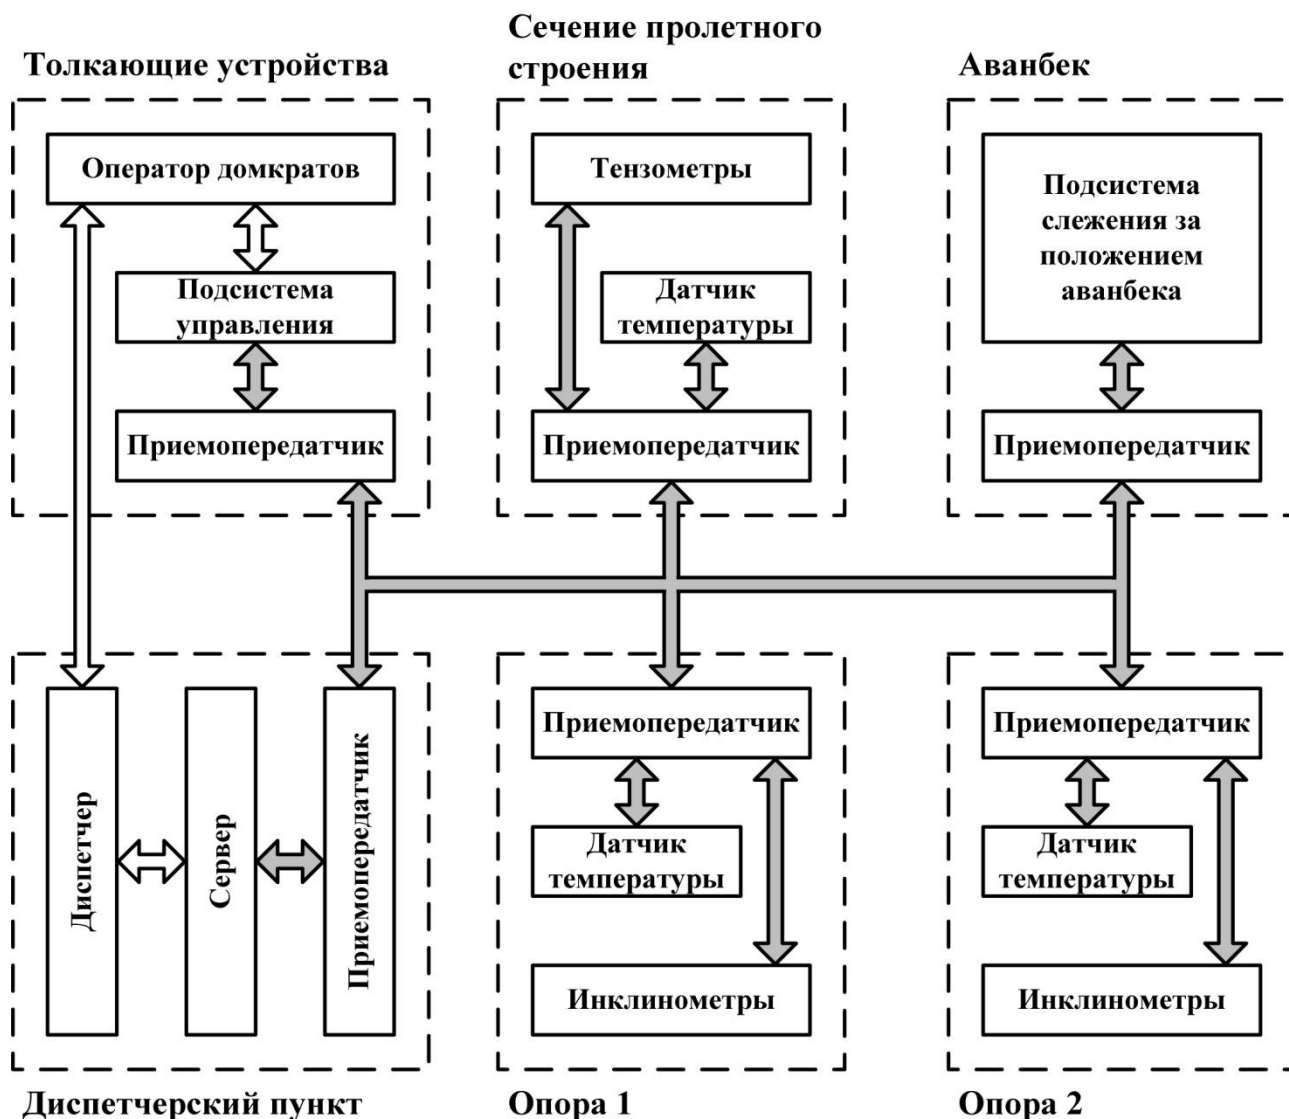 Толкающие устройства
Оператор домкратов
Подсистема
управления
Приемопередатчик
Сечение пролетного
строения
Тензометры
Датчик
температуры
Приемопередатчик
Аванбек
Подсистема
слежения за
положением
аванбека
Приемопередатчик
Диспетчер
Сервер
Приемопередатчик
Диспетчерский пункт
Приемопередатчик
Датчик
температуры
Инклинометры
Опора 1
Приемопередатчик
Датчик
температуры
Инклинометры
Опора 2